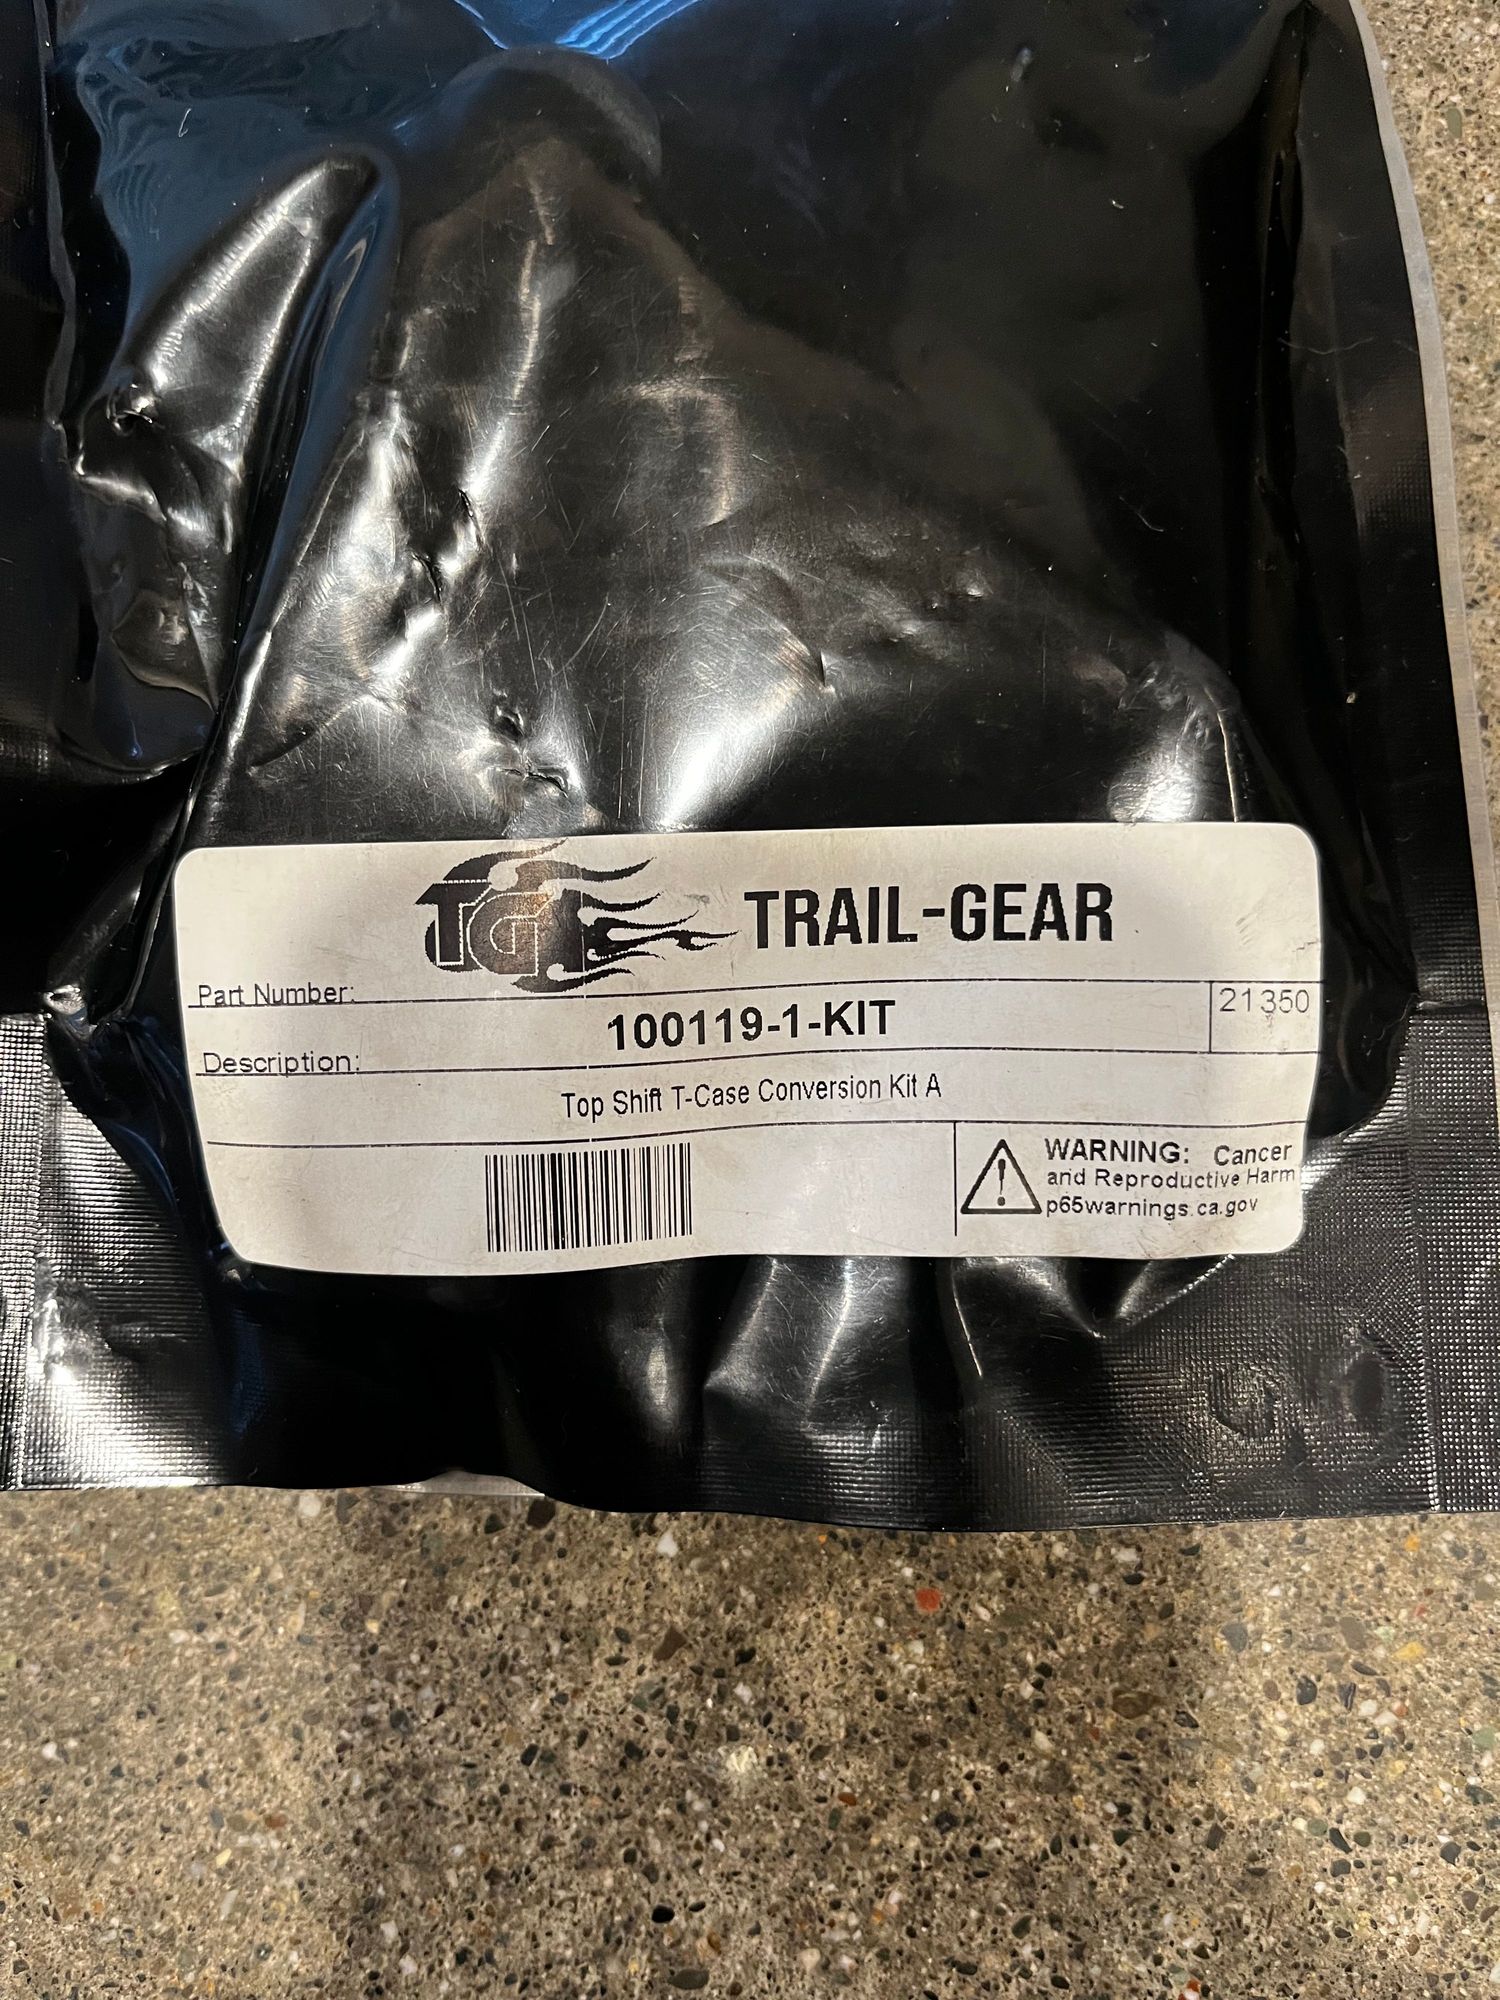 TG TRAIL-GEAR
Part Number:
100119-1-KIT
21350
Description:
Top Shift T-Case Conversion Kit A
WARNING: Cancer
and Reproductive Harm
p65warnings.ca.gov